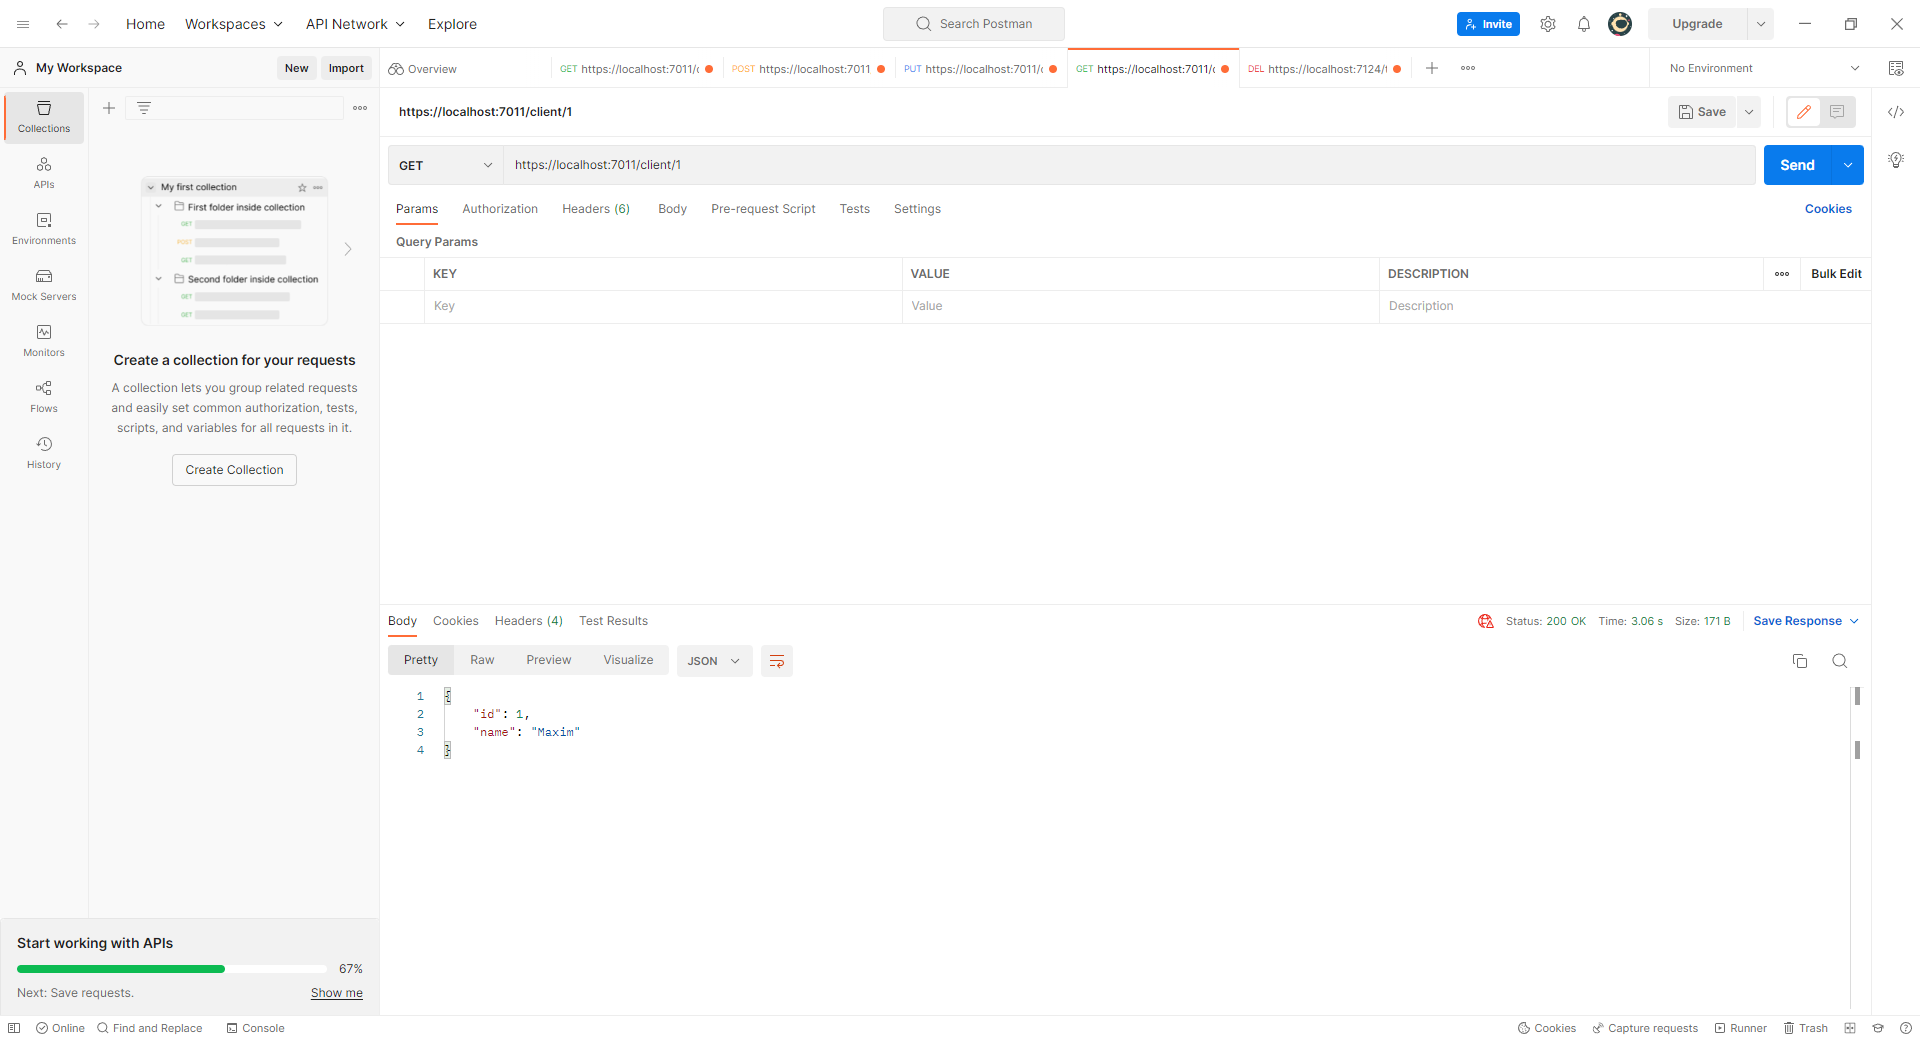 Home
Workspaces
API Network
Explore
Search Postman
Invite
Upgrade
My Workspace
New
Import
Overview
GET https://localhost:7011/c
POST https://localhost:7011
PUT https://localhost:7011/c
GET https://localhost:7011/c
DEL https://localhost:7124/t
No Environment
Collections
APIs
Environments
Mock Servers
Monitors
Flows
History
My first collection
First folder inside collection
GET
POST
GET
Second folder inside collection
GET
GET
Create a collection for your requests
A collection lets you group related requests
and easily set common authorization, tests,
scripts, and variables for all requests in it.
Create Collection
https://localhost:7011/client/1
Save
GET
https://localhost:7011/client/1
Send
Params
Authorization
Headers (6)
Body
Pre-request Script
Tests
Settings
Cookies
Query Params
KEY
VALUE
DESCRIPTION
Bulk Edit
Key
Value
Description
Body
Cookies
Headers (4)
Test Results
Status: 200 OK
Time: 3.06 s
Size: 171 B
Save Response
Pretty
Raw
Preview
Visualize
JSON
1 {
2 "id": 1,
3 "name": "Maxim"
4 }
Start working with APIs
67%
Next: Save requests.
Show me
Online
Find and Replace
Console
Cookies
Capture requests
Runner
Trash